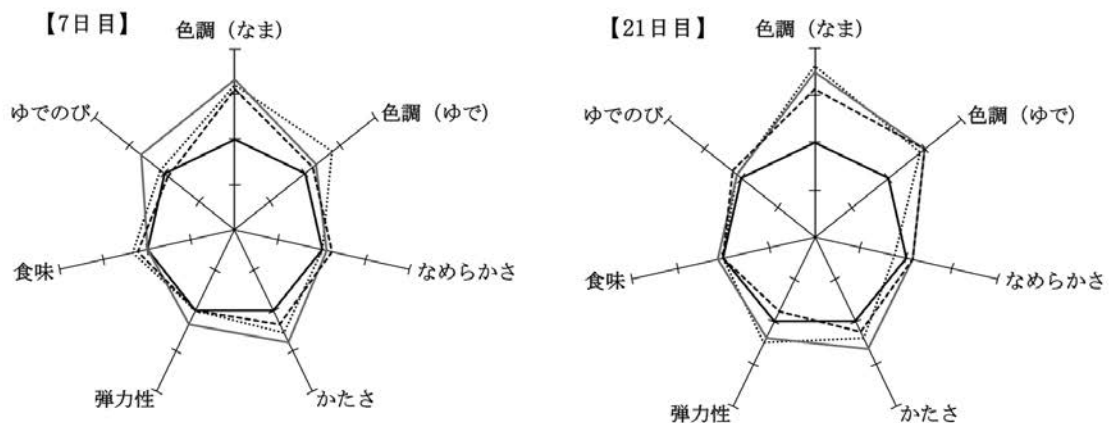 【7日目】
色調（なま）
色調（ゆで）
なめらかさ
かたさ
弾力性
食味
ゆでのび
【21日目】
色調（なま）
色調（ゆで）
なめらかさ
かたさ
弾力性
食味
ゆでのび